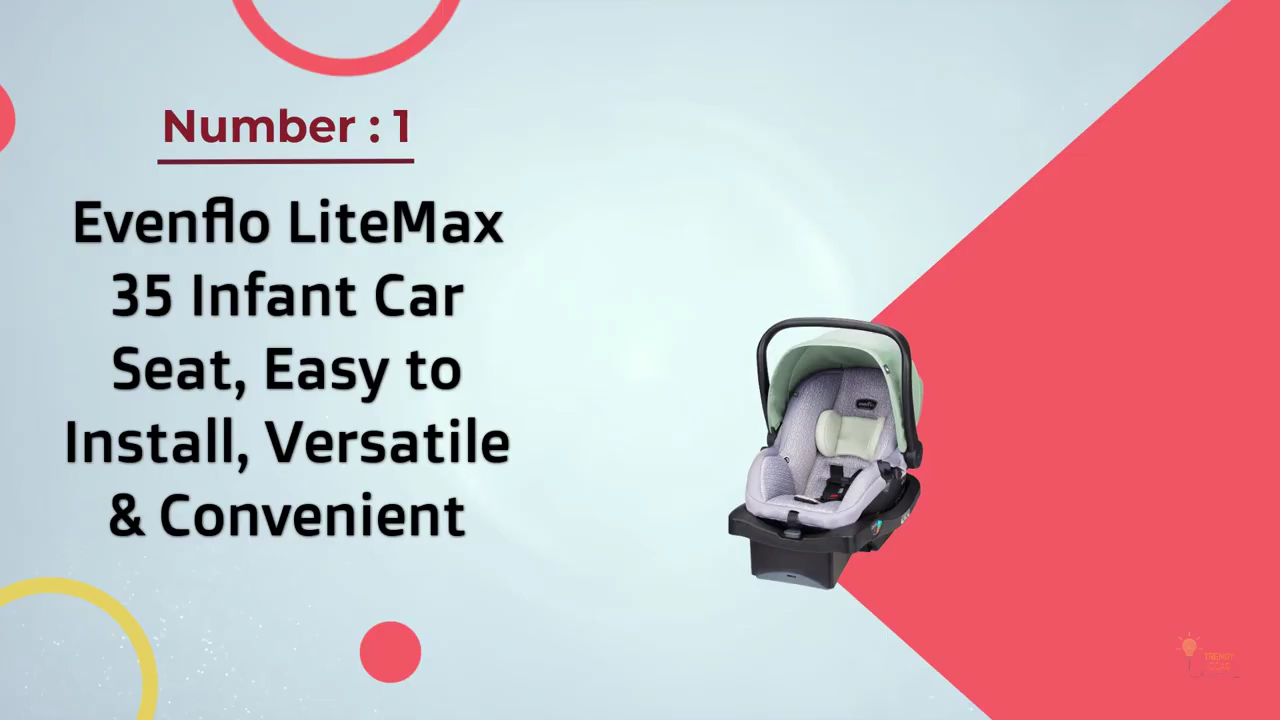 Number : 1
Evenflo LiteMax
35 Infant Car
Seat, Easy to
Install, Versatile
& Convenient